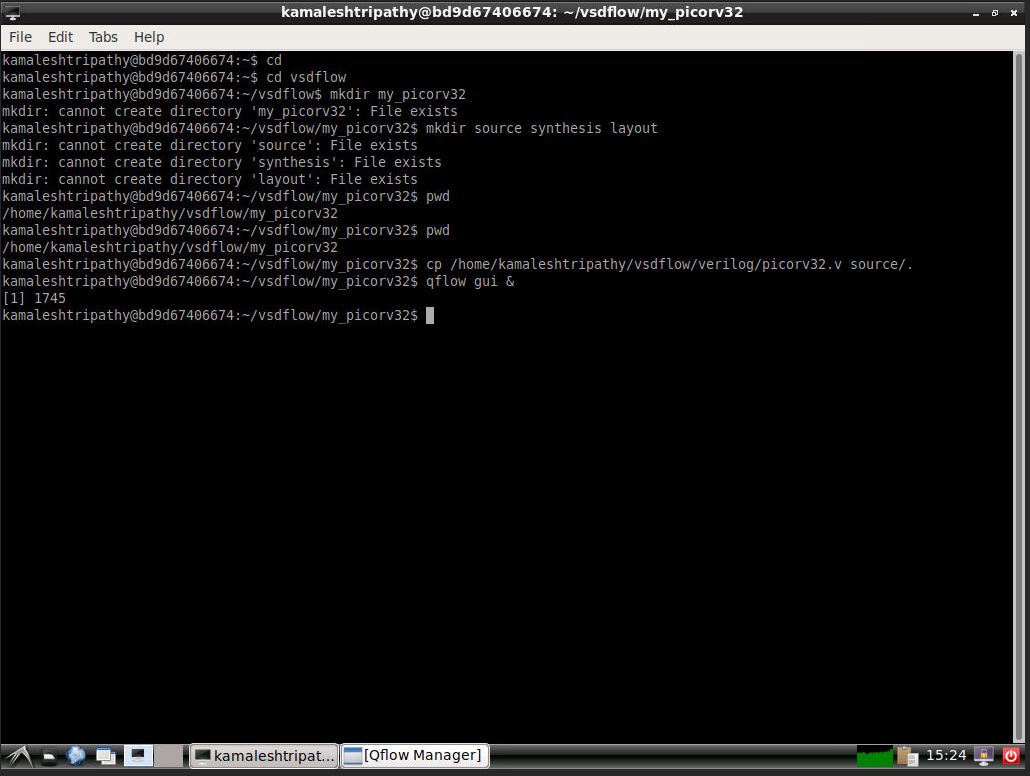 kamaleshtripathy@bd9d67406674: ~/vsdflow/my_picorv32
File Edit Tabs Help
kamaleshtripathy@bd9d67406674:~$ cd
kamaleshtripathy@bd9d67406674:~$ cd vsdflow
kamaleshtripathy@bd9d67406674:~/vsdflow$ mkdir my_picorv32
mkdir: cannot create directory 'my_picorv32': File exists
kamaleshtripathy@bd9d67406674:~/vsdflow/my_picorv32$ mkdir source synthesis layout
mkdir: cannot create directory 'source': File exists
mkdir: cannot create directory 'synthesis': File exists
mkdir: cannot create directory 'layout': File exists
kamaleshtripathy@bd9d67406674:~/vsdflow/my_picorv32$ pwd
/home/kamaleshtripathy/vsdflow/my_picorv32
kamaleshtripathy@bd9d67406674:~/vsdflow/my_picorv32$ pwd
/home/kamaleshtripathy/vsdflow/my_picorv32
kamaleshtripathy@bd9d67406674:~/vsdflow/my_picorv32$ cp /home/kamaleshtripathy/vsdflow/verilog/picorv32.v source/.
kamaleshtripathy@bd9d67406674:~/vsdflow/my_picorv32$ qflow gui &
[1] 1745
kamaleshtripathy@bd9d67406674:~/vsdflow/my_picorv32$
kamaleshtripat... [Qflow Manager] 15:24